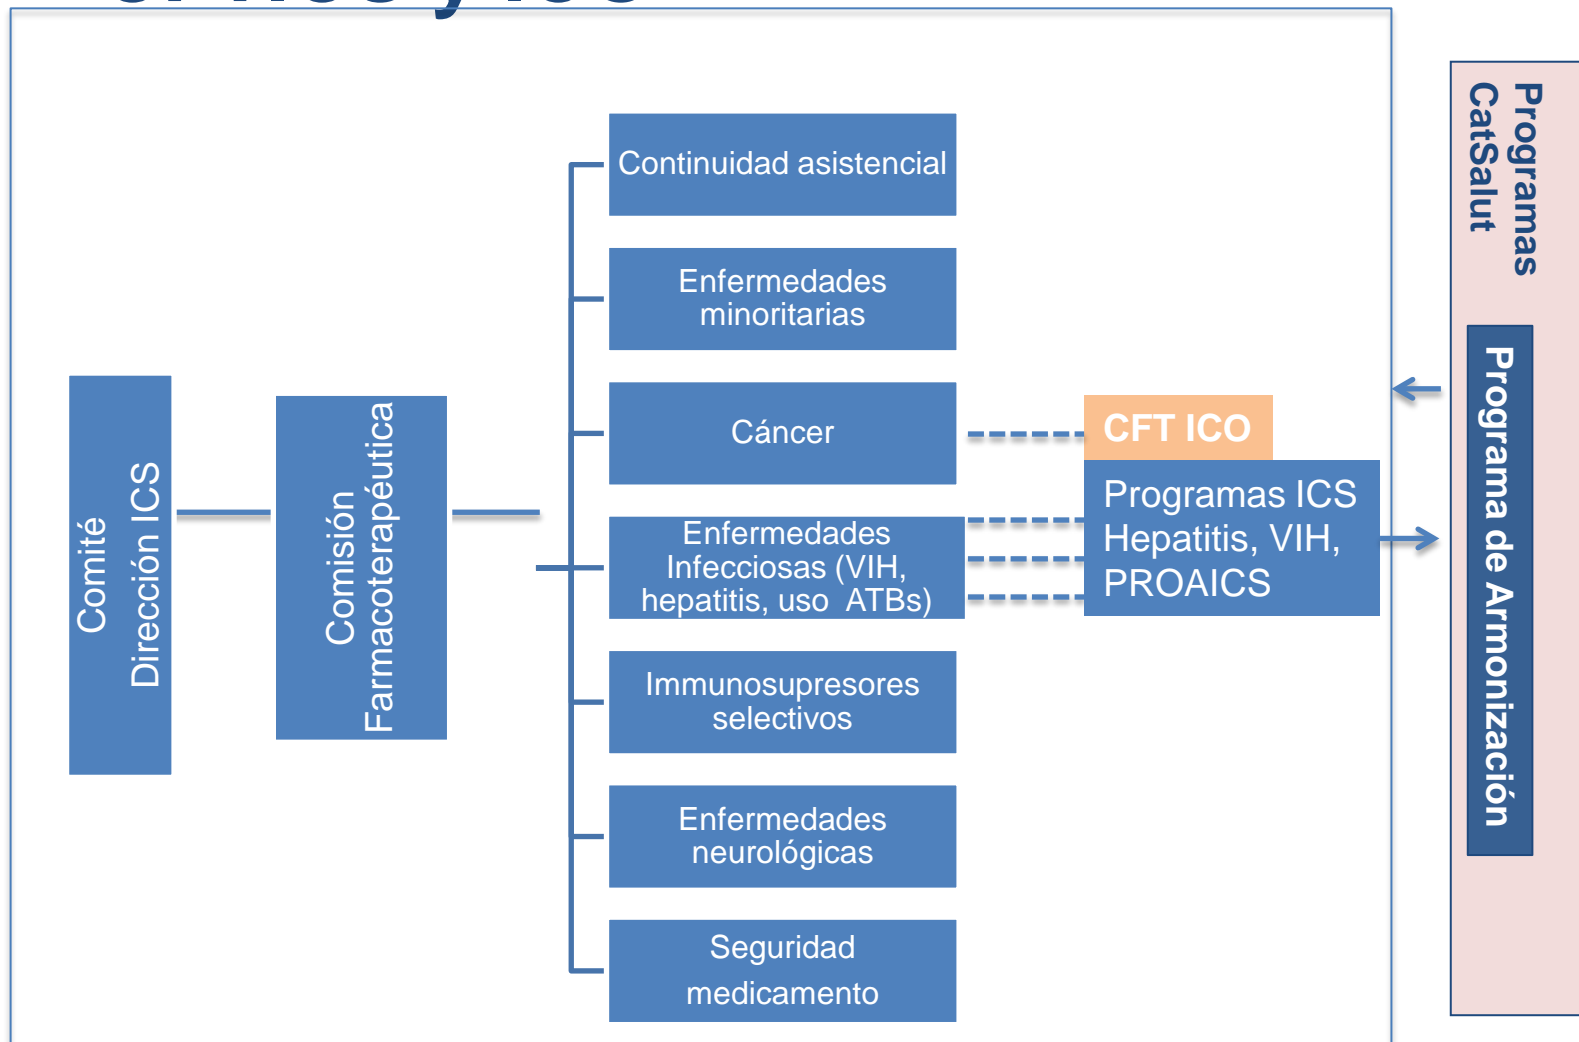 Comité
Dirección ICS
Comisión
Farmacoterapéutica
Continuidad asistencial
Enfermedades
minoritarias
Cáncer
Enfermedades
Infecciosas (VIH,
hepatitis, uso ATBs)
Immunosupresores
selectivos
Enfermedades
neurológicas
Seguridad
medicamento
CFT ICO
Programas ICS
Hepatitis, VIH,
PROAICS
Programas
CatSalut
Programa de Armonización